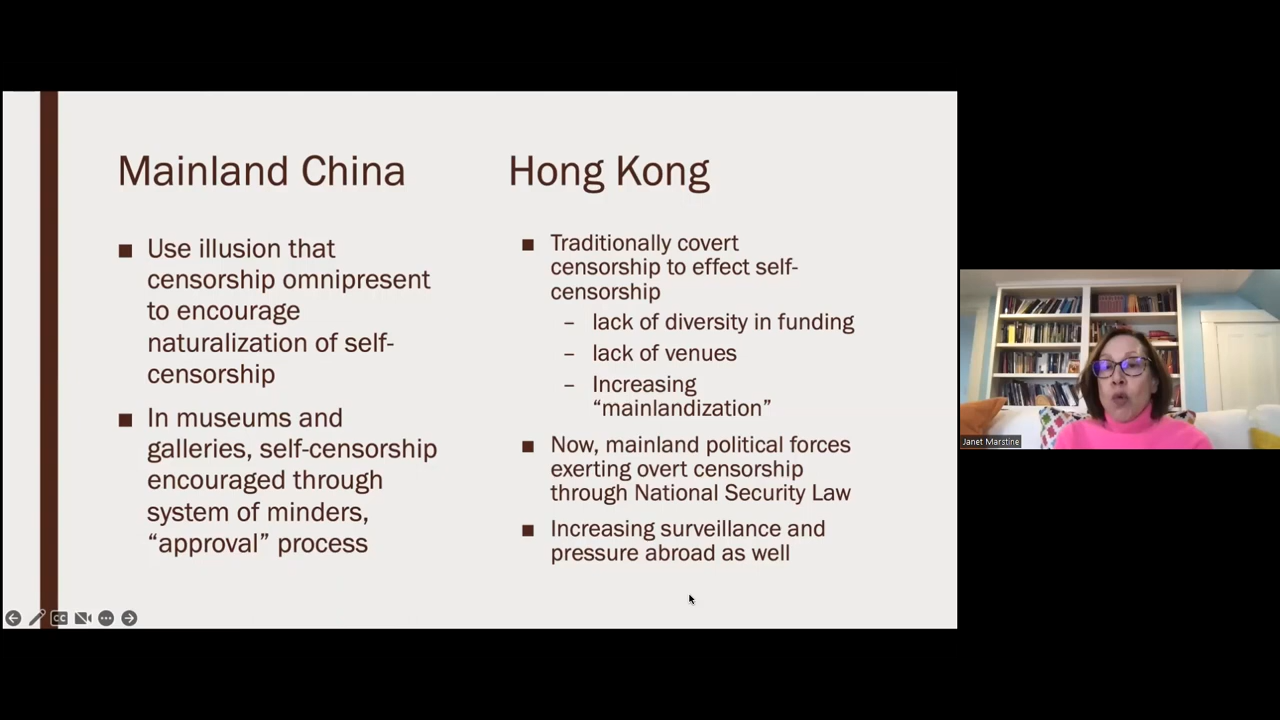 Mainland China
■ Use illusion that
censorship omnipresent
to encourage
naturalization of self-
censorship
■ In museums and
galleries, self-censorship
encouraged through
system of minders,
“approval” process
Hong Kong
■ Traditionally covert
censorship to effect self-
censorship
– lack of diversity in funding
– lack of venues
– Increasing
“mainlandization”
■ Now, mainland political forces
exerting overt censorship
through National Security Law
■ Increasing surveillance and
pressure abroad as well
CC
Janet Marstine